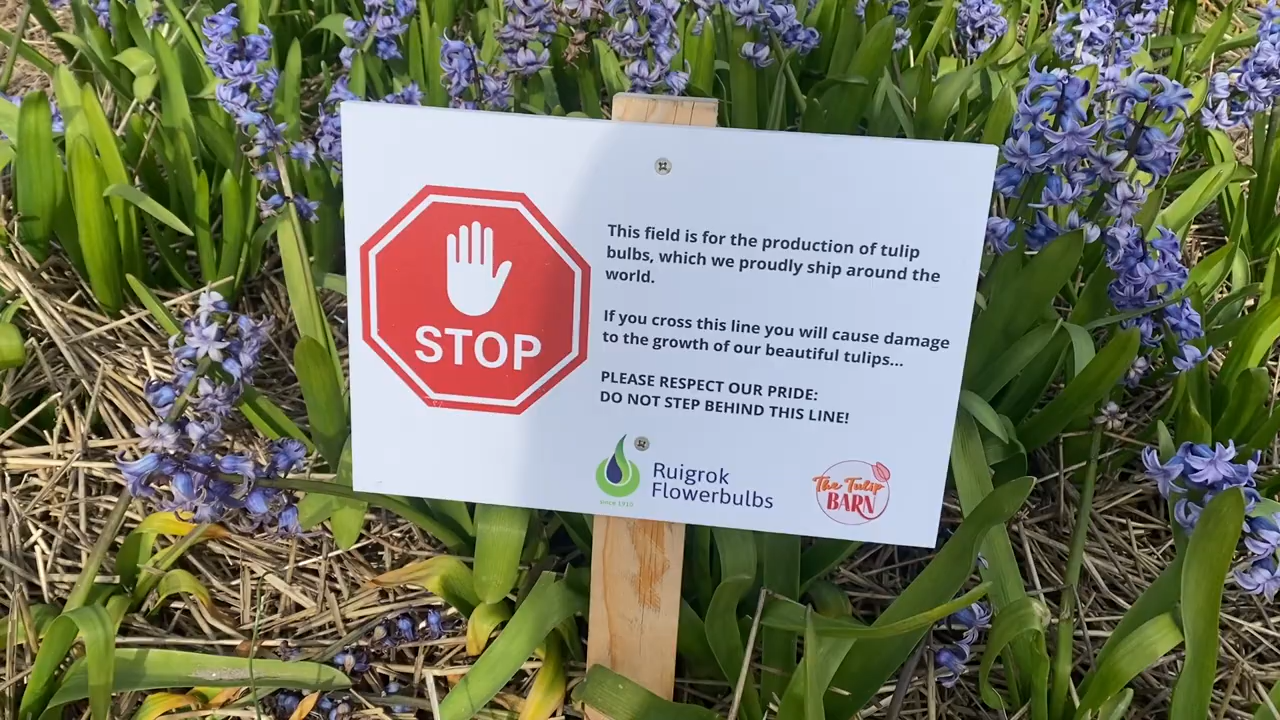 STOP
This field is for the production of tulip
bulbs, which we proudly ship around the
world.
If you cross this line you will cause damage
to the growth of our beautiful tulips...
PLEASE RESPECT OUR PRIDE:
DO NOT STEP BEHIND THIS LINE!
since 1910
Ruigrok
Flowerbulbs
The Tulip
BARN